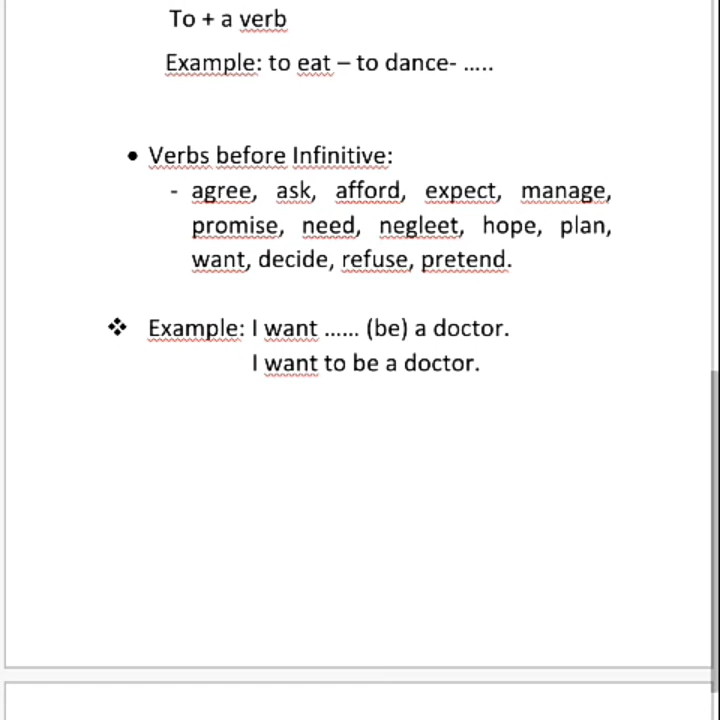 To + a verb
Example: to eat – to dance- .....
• Verbs before Infinitive:
- agree, ask, afford, expect, manage,
promise, need, negleet, hope, plan,
want, decide, refuse, pretend.
❖ Example: I want ...... (be) a doctor.
I want to be a doctor.